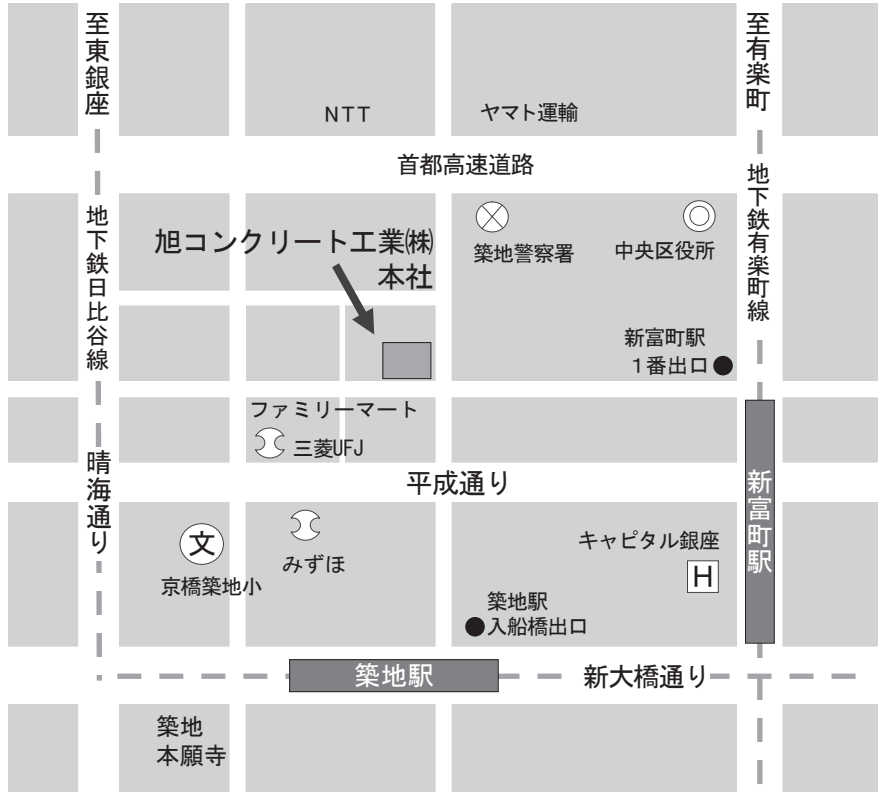 至東銀座
至有楽町
NTT
ヤマト運輸
首都高速道路
地下鉄日比谷線
地下鉄有楽町線
旭コンクリート工業㈱
本社
築地警察署
中央区役所
新富町駅
1番出口
ファミリーマート
三菱UFJ
平成通り
晴海通り
新富町駅
文
京橋築地小
みずほ
キャピタル銀座
H
築地駅
入船橋出口
築地駅
新大橋通り
築地
本願寺